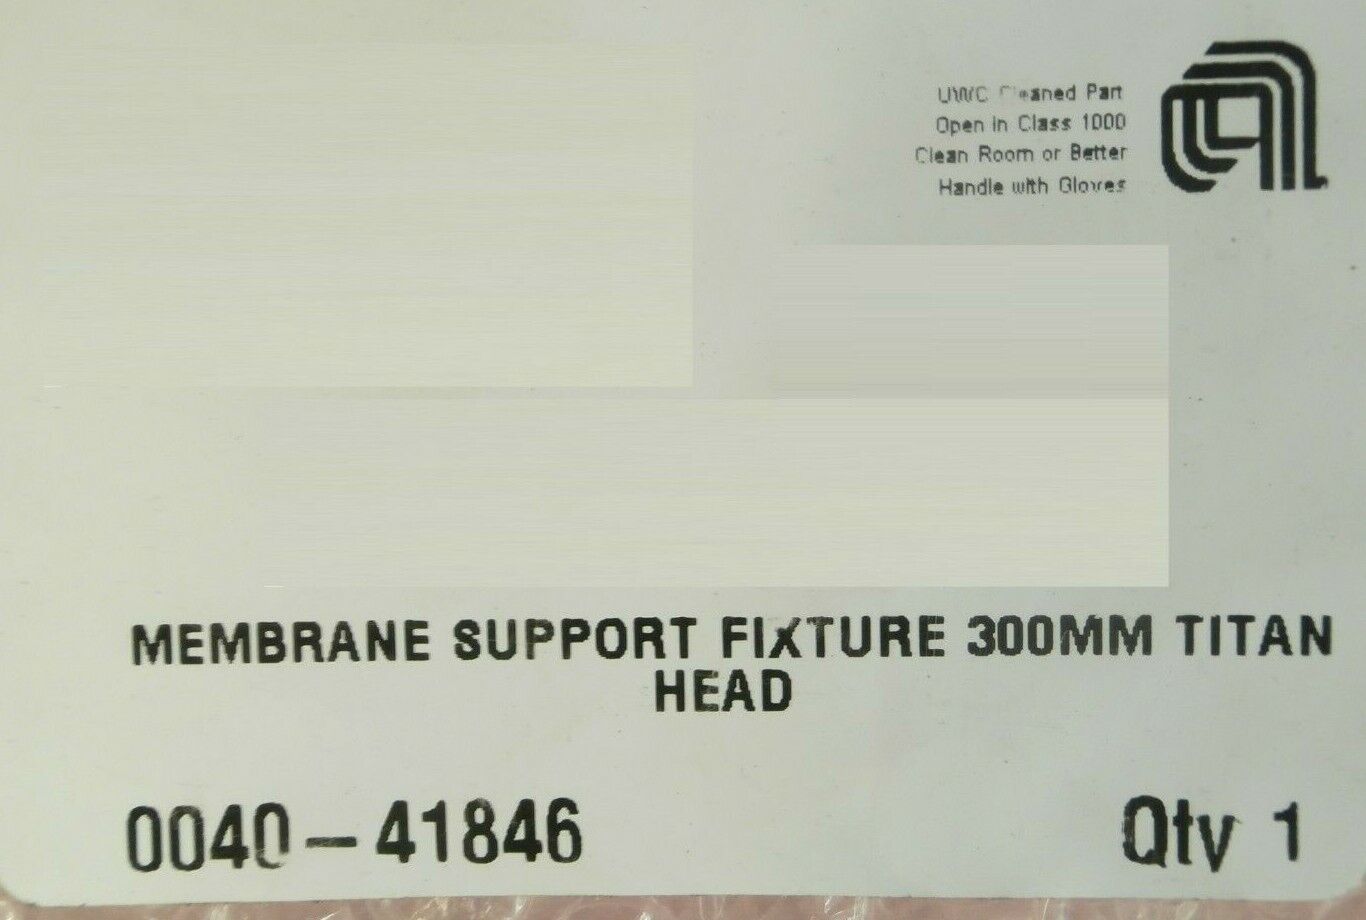 UWC Cleaned Part
Open in Class 1000
Clean Room or Better
Handle with Gloves
MEMBRANE SUPPORT FIXTURE 300MM TITAN
HEAD
0040-41846
Qty 1